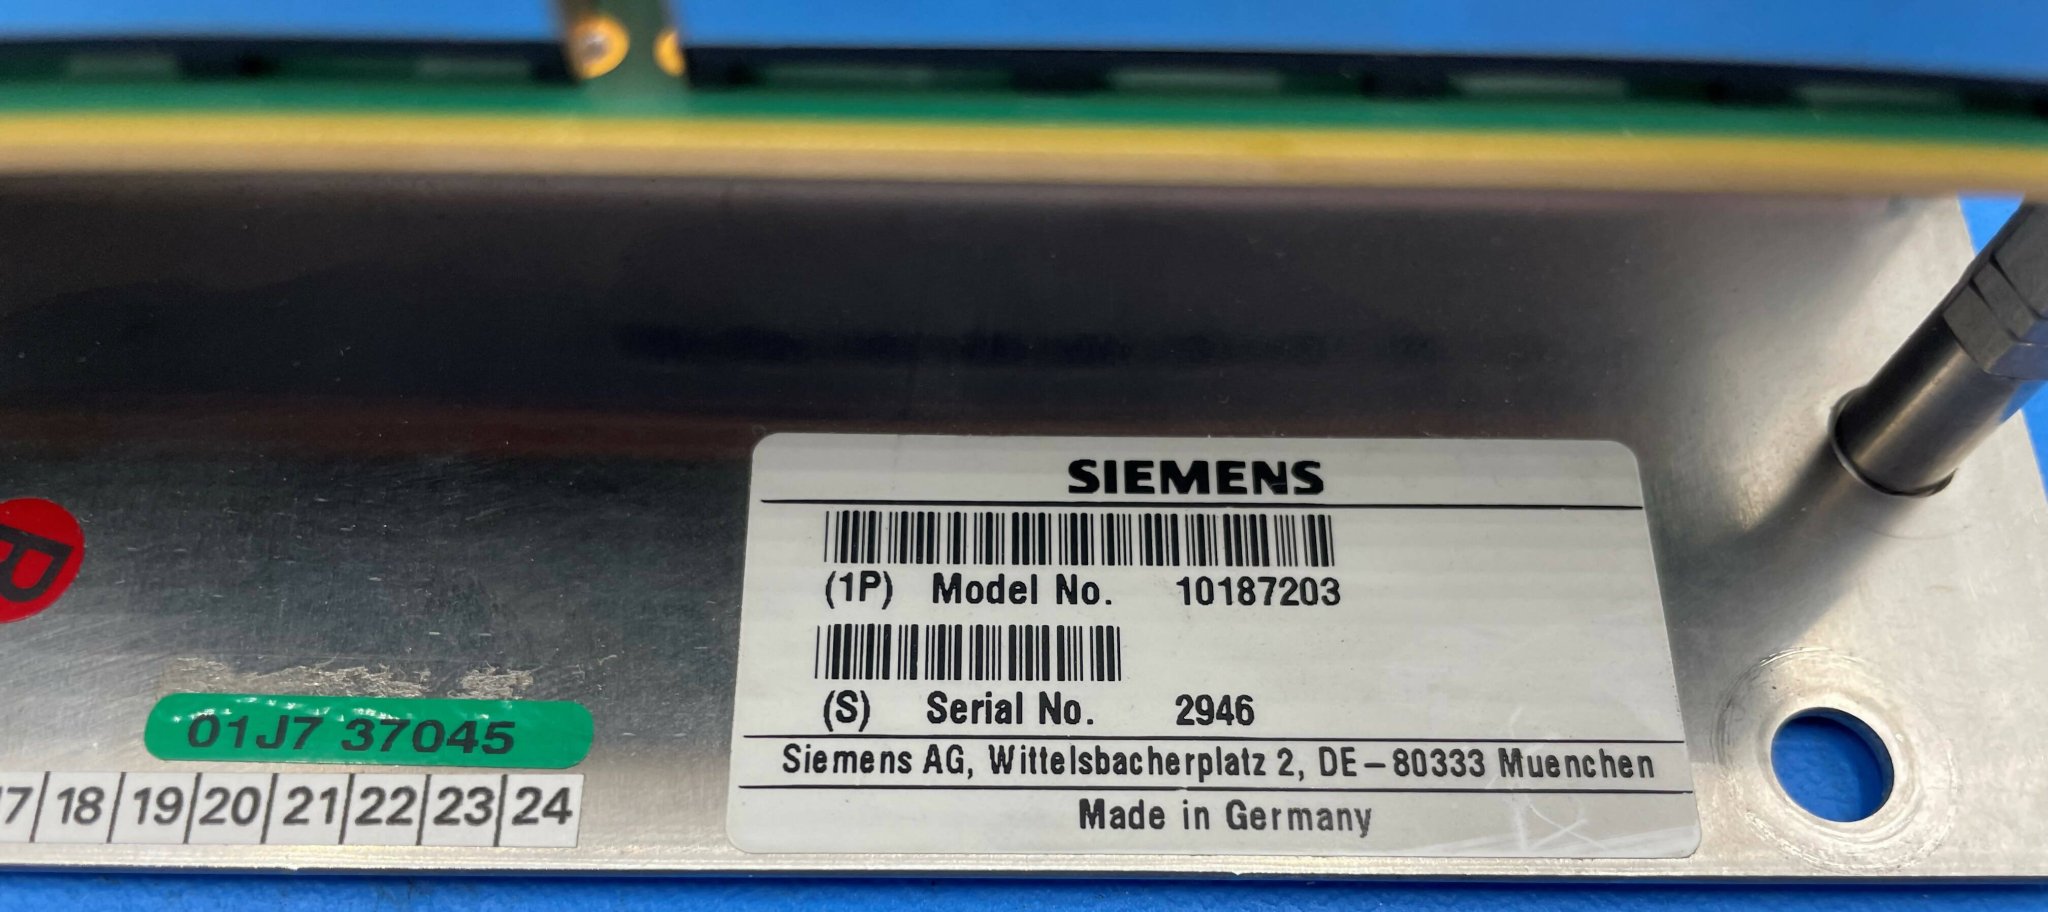 SIEMENS
(1P) Model No. 10187203
(S) Serial No. 2946
Siemens AG, Wittelsbacherplatz 2, DE-80333 Muenchen
Made in Germany
R
01J7 37045
17 18 19 20 21 22 23 24